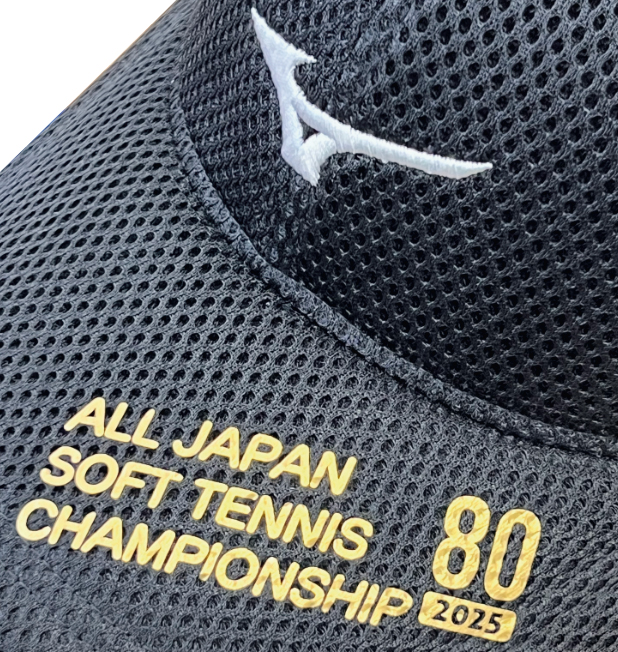 ALL JAPAN
SOFT TENNIS
CHAMPIONSHIP
80
2025